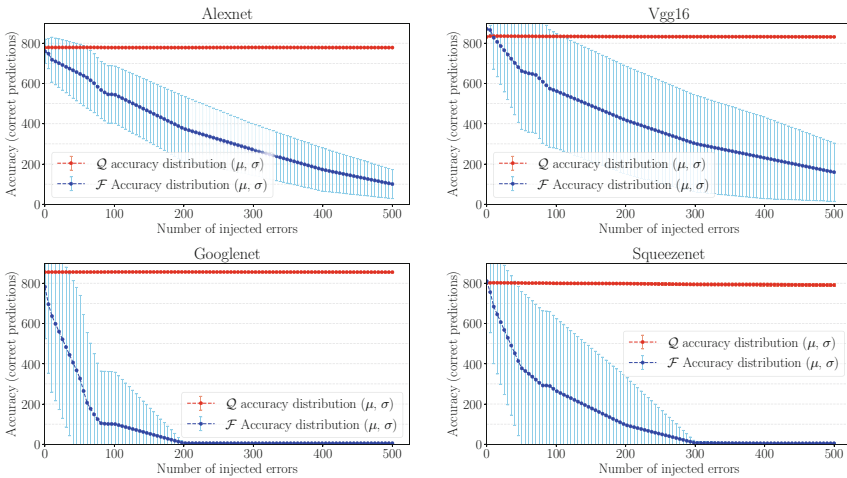 Alexnet
Accuracy (correct predictions)
800
600
400
200
0
𝒬 accuracy distribution (μ, σ)
ℱ Accuracy distribution (μ, σ)
0 100 200 300 400 500
Number of injected errors
Vgg16
Accuracy (correct predictions)
800
600
400
200
0
𝒬 accuracy distribution (μ, σ)
ℱ Accuracy distribution (μ, σ)
0 100 200 300 400 500
Number of injected errors
Googlenet
Accuracy (correct predictions)
800
600
400
200
0
𝒬 accuracy distribution (μ, σ)
ℱ Accuracy distribution (μ, σ)
0 100 200 300 400 500
Number of injected errors
Squeezenet
Accuracy (correct predictions)
800
600
400
200
0
𝒬 accuracy distribution (μ, σ)
ℱ Accuracy distribution (μ, σ)
0 100 200 300 400 500
Number of injected errors